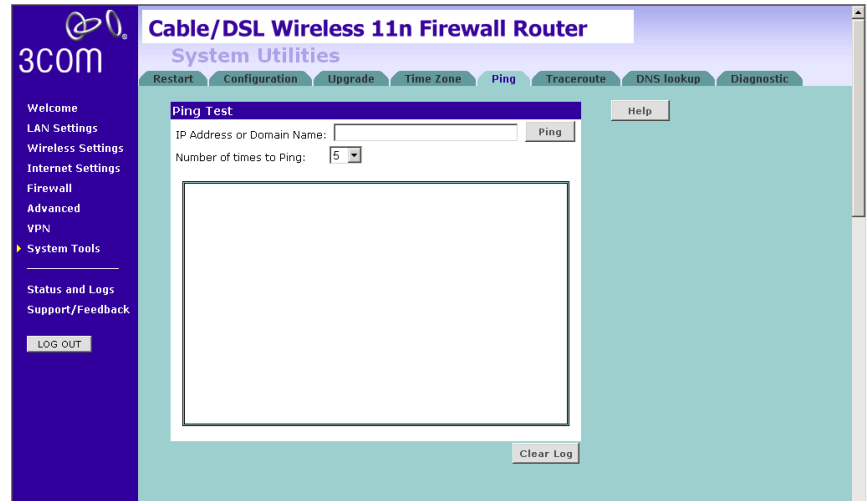 3COM
Cable/DSL Wireless 11n Firewall Router
System Utilities
Restart Configuration Upgrade Time Zone Ping Traceroute DNS lookup Diagnostic
Welcome
LAN Settings
Wireless Settings
Internet Settings
Firewall
Advanced
VPN
System Tools
Status and Logs
Support/Feedback
LOG OUT
Ping Test
IP Address or Domain Name: Ping
Number of times to Ping: 5
Clear Log
Help